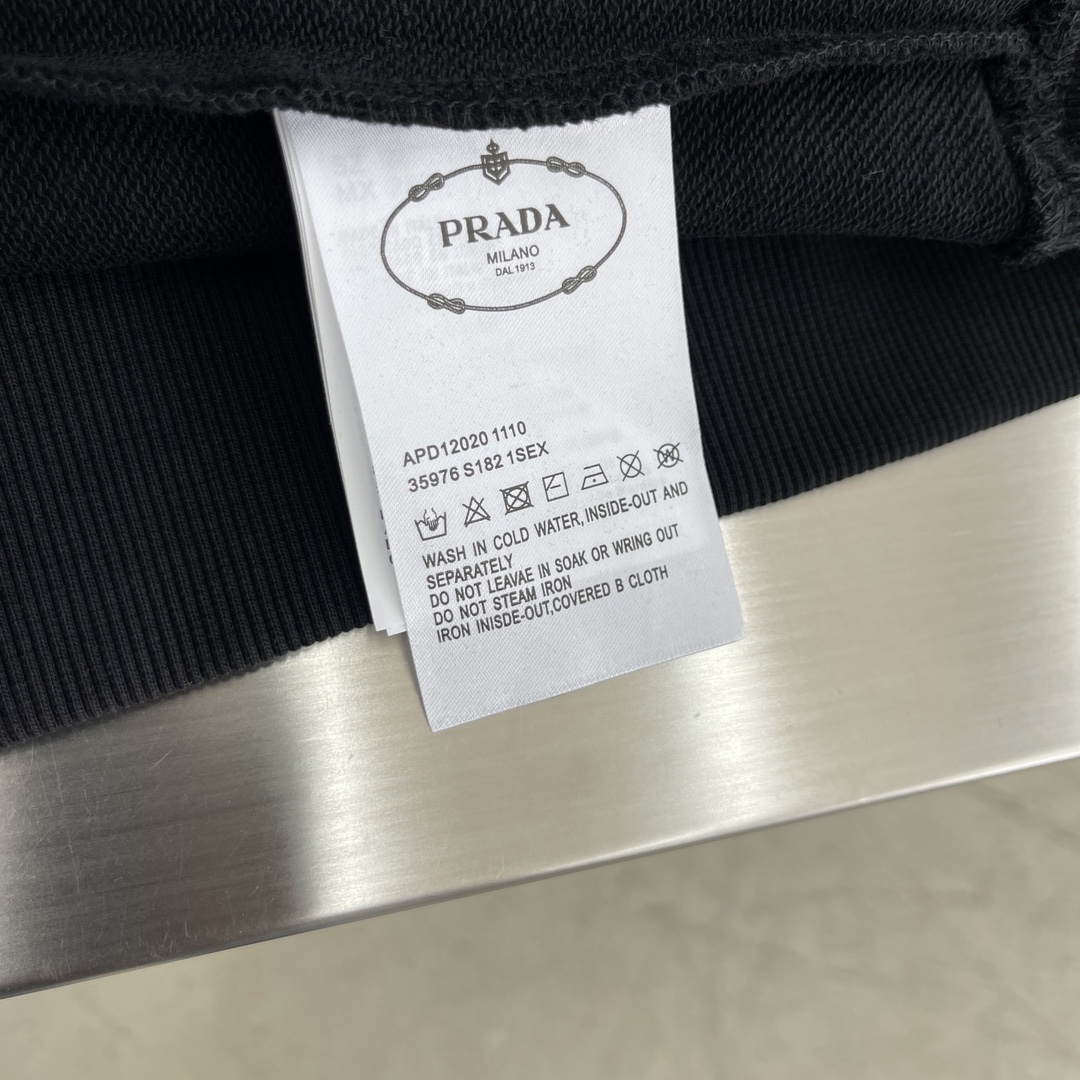 PRADA
MILANO
DAL 1913
APD12020 1110
35976 S182 1SEX
WASH IN COLD WATER, INSIDE-OUT AND
SEPARATELY
DO NOT LEAVAE IN SOAK OR WRING OUT
DO NOT STEAM IRON
IRON INISDE-OUT,COVERED B CLOTH